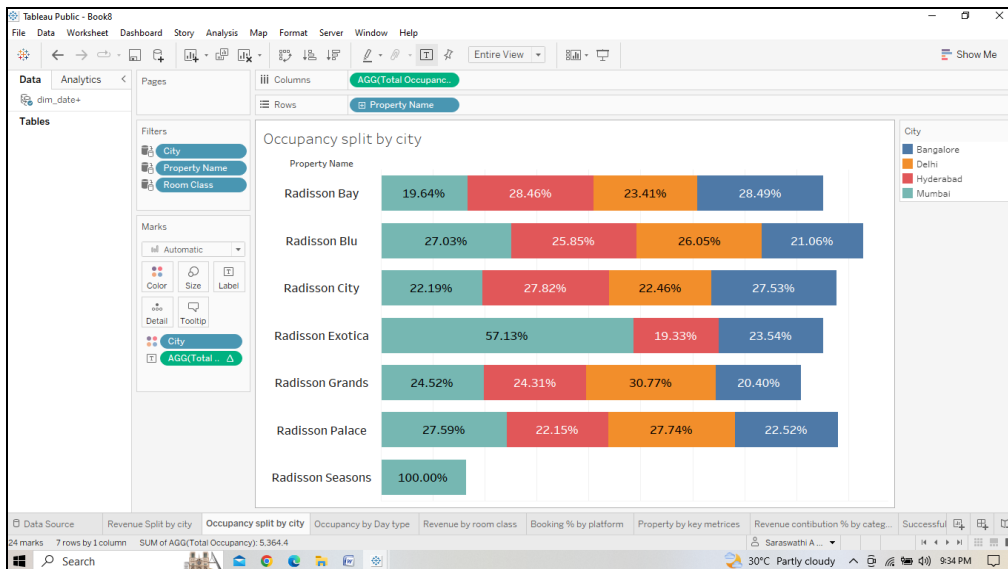 Tableau Public - Book8
File Data Worksheet Dashboard Story Analysis Map Format Server Window Help
Entire View
Show Me
Data Analytics
dim_date+
Tables
Pages
Filters
City
Property Name
Room Class
Marks
Automatic
Color Size Label
Detail Tooltip
City
AGG(Total ..
Columns AGG(Total Occupanc..
Rows Property Name
Occupancy split by city
Property Name
Radisson Bay 19.64% 28.46% 23.41% 28.49%
Radisson Blu 27.03% 25.85% 26.05% 21.06%
Radisson City 22.19% 27.82% 22.46% 27.53%
Radisson Exotica 57.13% 19.33% 23.54%
Radisson Grands 24.52% 24.31% 30.77% 20.40%
Radisson Palace 27.59% 22.15% 27.74% 22.52%
Radisson Seasons 100.00%
City
Bangalore
Delhi
Hyderabad
Mumbai
Data Source Revenue Split by city Occupancy split by city Occupancy by Day type Revenue by room class Booking % by platform Property by key metrices Revenue contibution % by categ... Successful
24 marks 7 rows by 1 column SUM of AGG(Total Occupancy): 5,364.4 Saraswathi A ...
Search 30°C Partly cloudy 9:34 PM